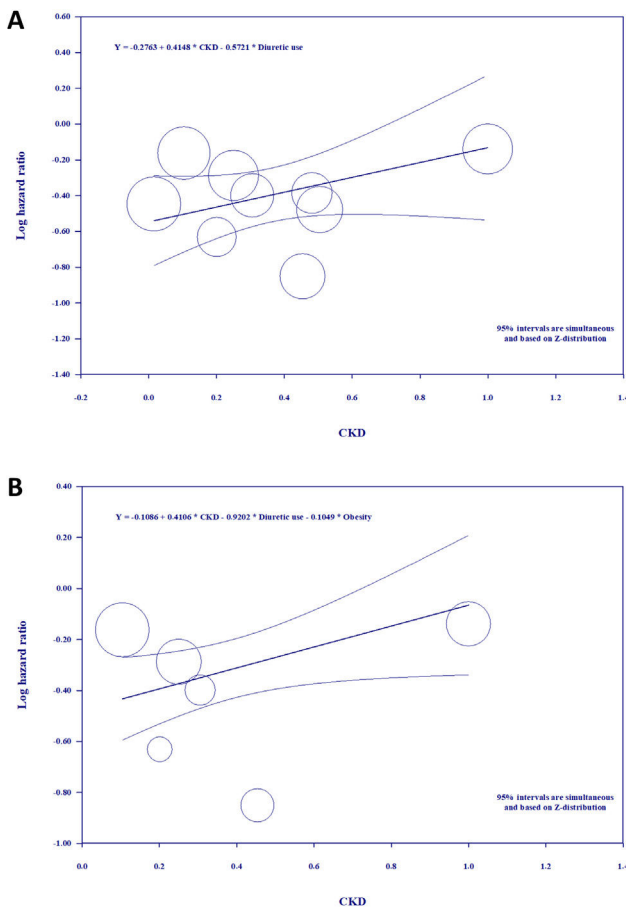 A
0.60
Y = -0.2763 + 0.4148 * CKD - 0.5721 * Diuretic use
0.40
0.20
0.00
-0.20
-0.40
-0.60
-0.80
-1.00
-1.20
-1.40
Log hazard ratio
95% intervals are simultaneous
and based on Z-distribution
-0.2 0.0 0.2 0.4 0.6 0.8 1.0 1.2 1.4
CKD
B
0.40
Y = -0.1086 + 0.4106 * CKD - 0.9202 * Diuretic use - 0.1049 * Obesity
0.20
0.00
-0.20
-0.40
-0.60
-0.80
-1.00
Log hazard ratio
95% intervals are simultaneous
and based on Z-distribution
0.0 0.2 0.4 0.6 0.8 1.0 1.2 1.4
CKD